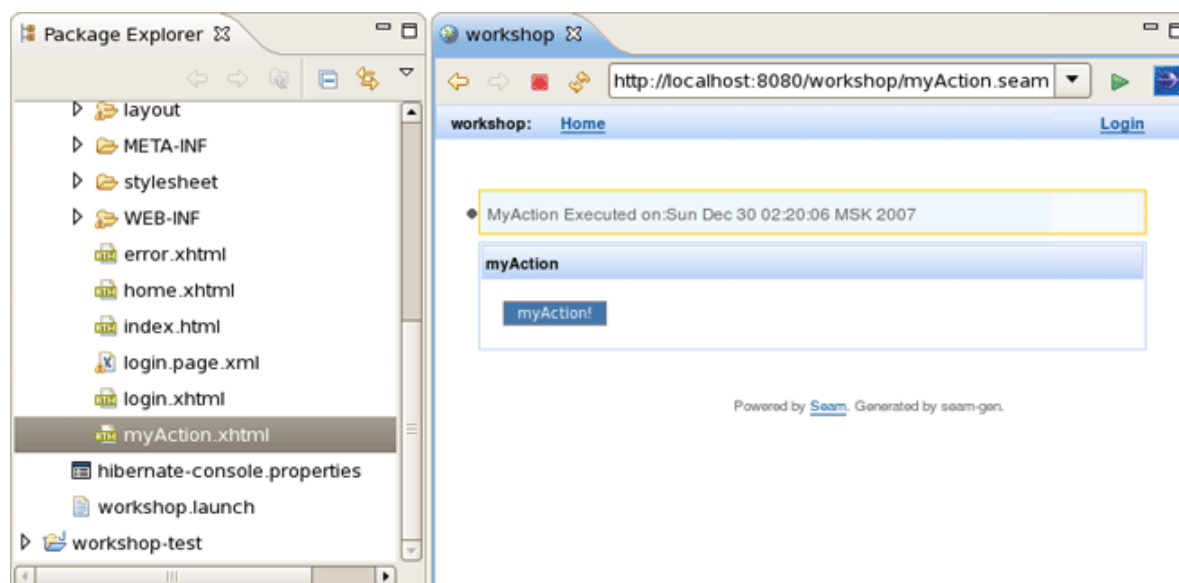 Package Explorer
layout
META-INF
stylesheet
WEB-INF
error.xhtml
home.xhtml
index.html
login.page.xml
login.xhtml
myAction.xhtml
hibernate-console.properties
workshop.launch
workshop-test
workshop
http://localhost:8080/workshop/myAction.seam
workshop: Home Login
MyAction Executed on:Sun Dec 30 02:20:06 MSK 2007
myAction
myAction!
Powered by Seam. Generated by seam-gen.